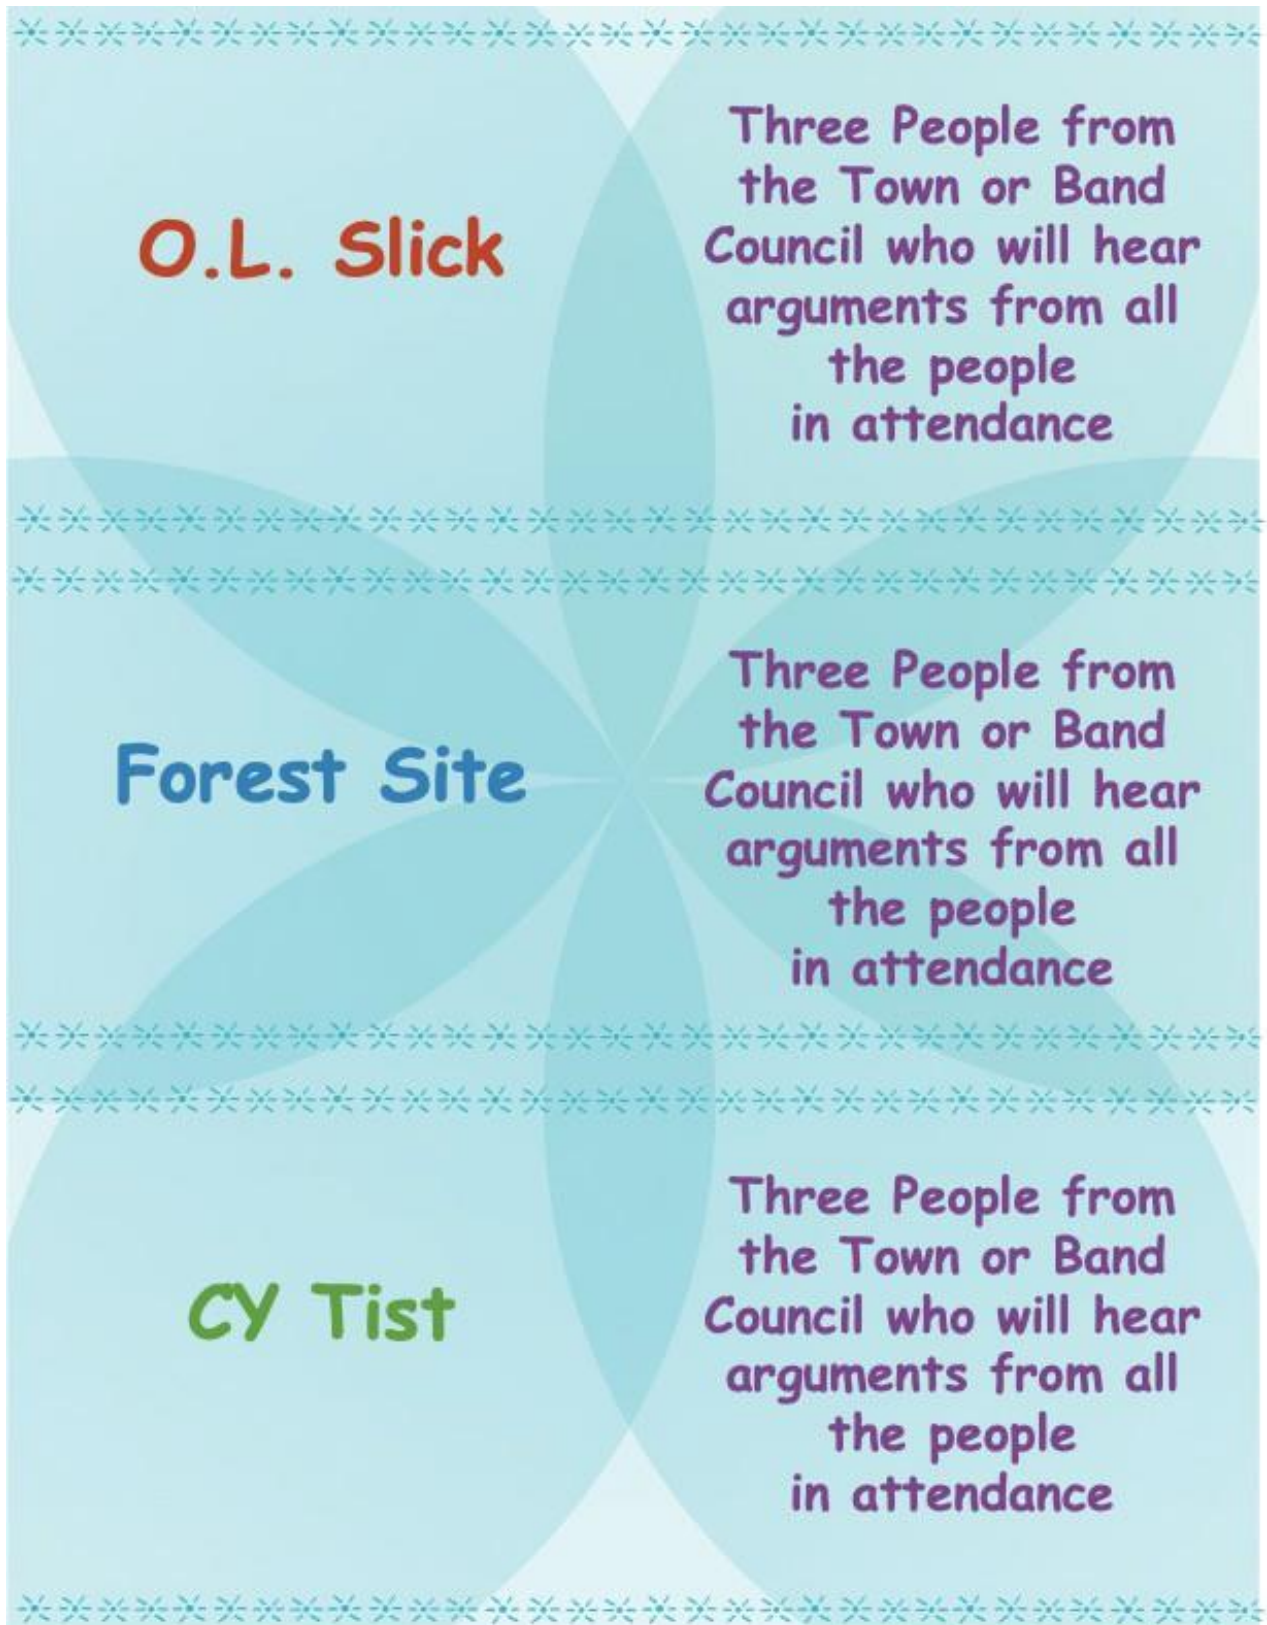 O.L. Slick
Three People from
the Town or Band
Council who will hear
arguments from all
the people
in attendance
Forest Site
Three People from
the Town or Band
Council who will hear
arguments from all
the people
in attendance
CY Tist
Three People from
the Town or Band
Council who will hear
arguments from all
the people
in attendance